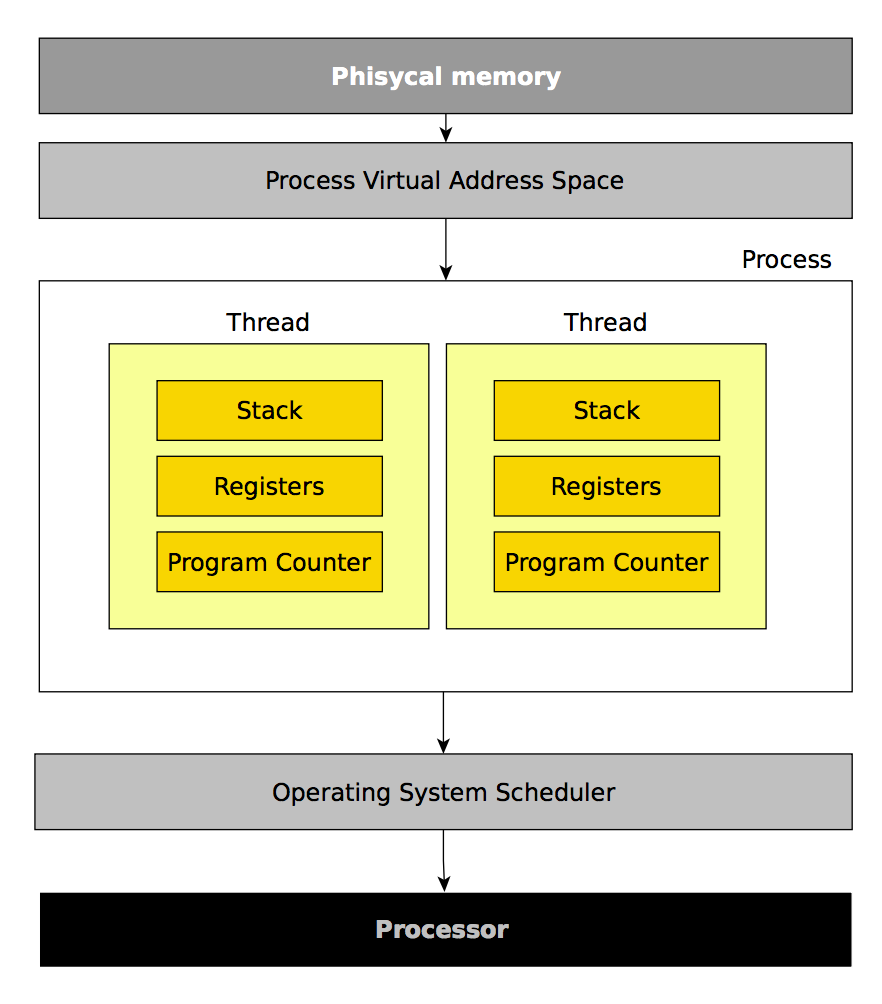 Phisycal memory
Process Virtual Address Space
Process
Thread
Stack
Registers
Program Counter
Thread
Stack
Registers
Program Counter
Operating System Scheduler
Processor